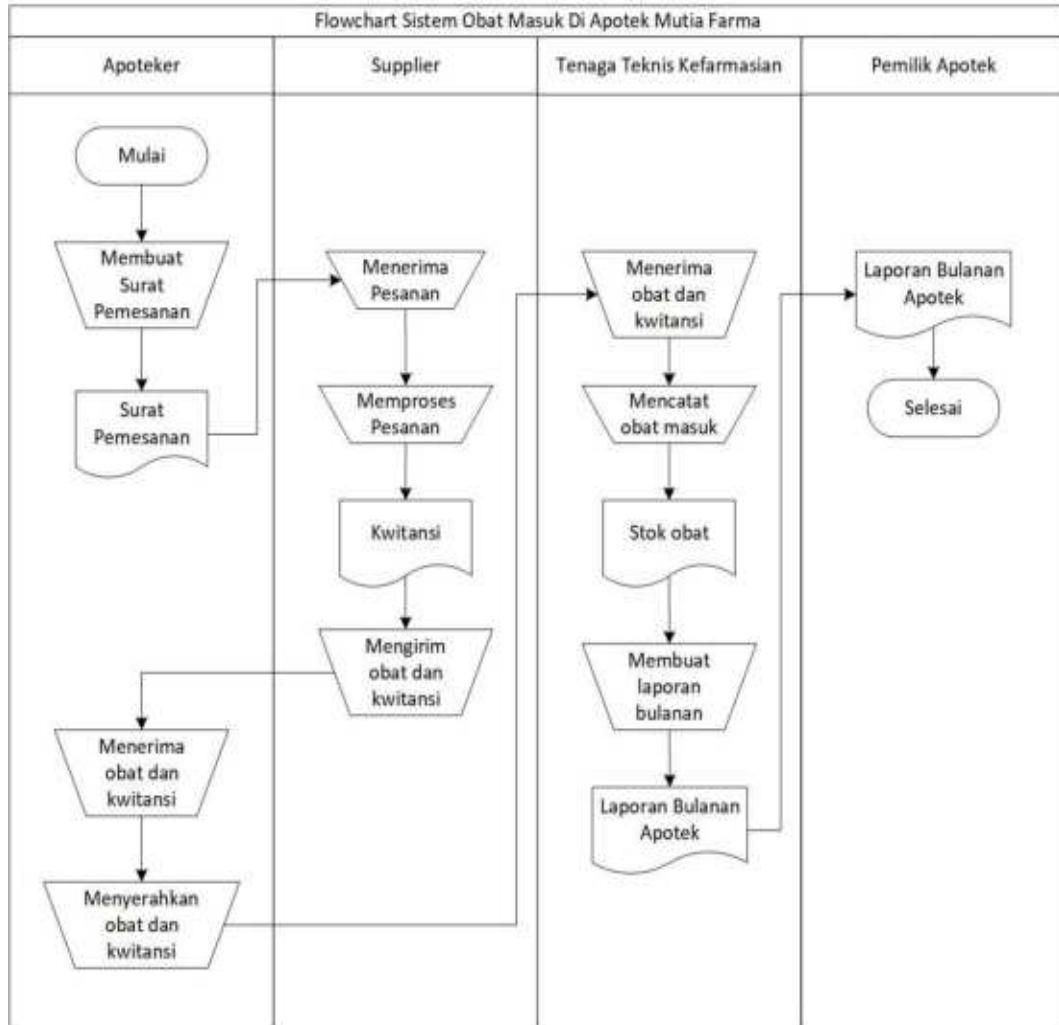 Flowchart Sistem Obat Masuk Di Apotek Mutia Farma
Apoteker
Supplier
Tenaga Teknis Kefarmasian
Pemilik Apotek
Mulai
Membuat
Surat
Pemesanan
Surat
Pemesanan
Menerima
obat dan
kwitansi
Menyerahkan
obat dan
kwitansi
Menerima
Pesanan
Memproses
Pesanan
Kwitansi
Mengirim
obat dan
kwitansi
Menerima
obat dan
kwitansi
Mencatat
obat masuk
Stok obat
Membuat
laporan
bulanan
Laporan Bulanan
Apotek
Laporan Bulanan
Apotek
Selesai